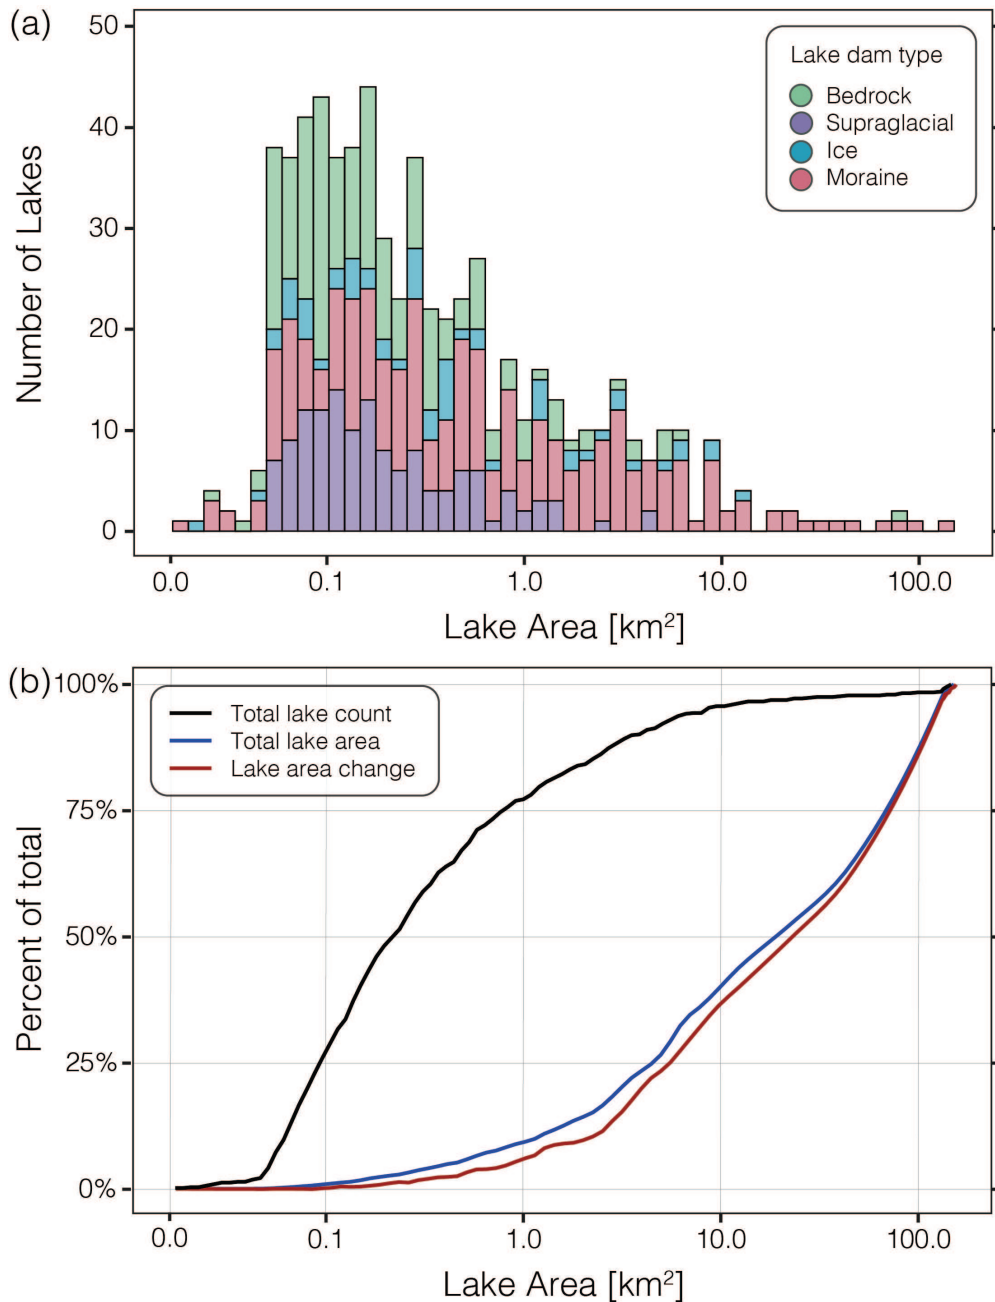 (a)
50
40
30
20
10
0
Number of Lakes
Lake dam type
Bedrock
Supraglacial
Ice
Moraine
0.0 0.1 1.0 10.0 100.0
Lake Area [km²]
(b)
100%
75%
50%
25%
0%
Percent of total
Total lake count
Total lake area
Lake area change
0.0 0.1 1.0 10.0 100.0
Lake Area [km²]